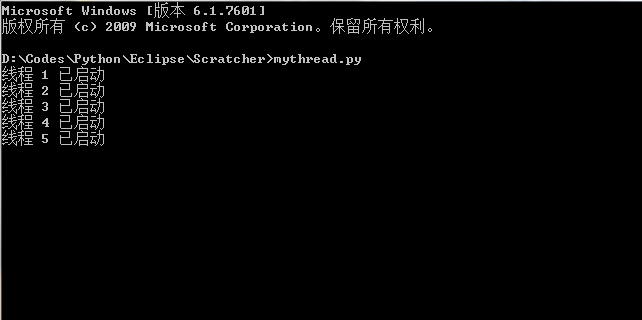 Microsoft Windows [版本 6.1.7601]
版权所有 (c) 2009 Microsoft Corporation。保留所有权利。
D:\Codes\Python\Eclipse\Scratcher>mythread.py
线程 1 已启动
线程 2 已启动
线程 3 已启动
线程 4 已启动
线程 5 已启动